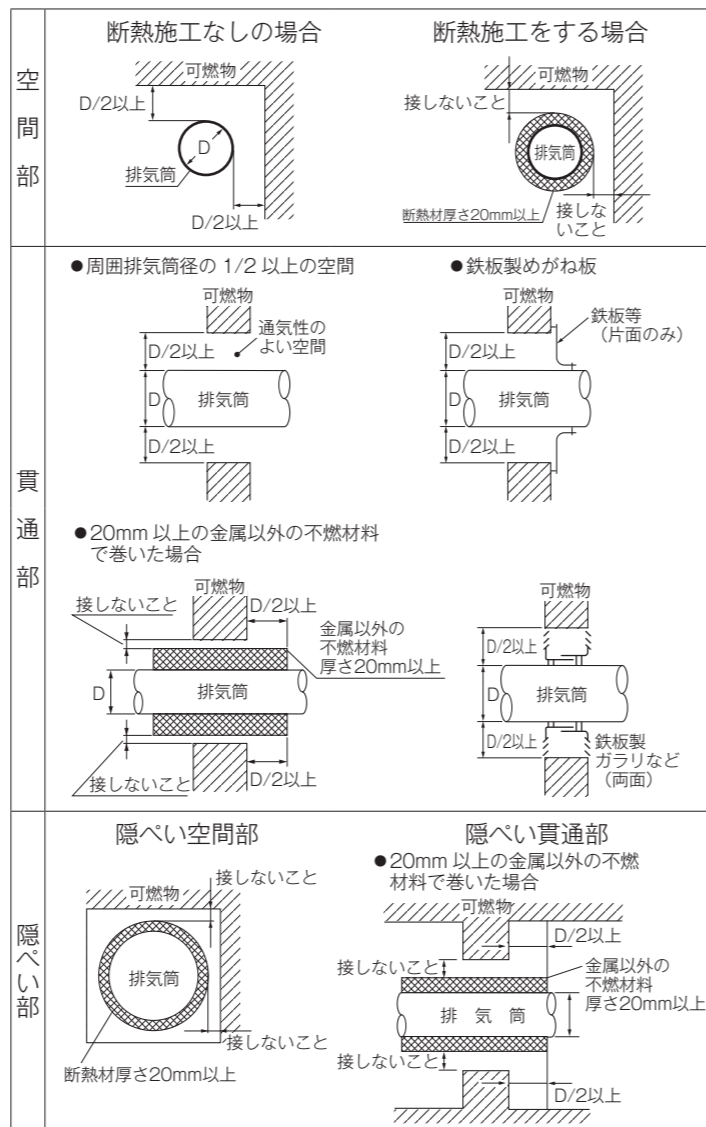 空間部
断熱施工なしの場合
可燃物
D/2以上
D
排気筒
D/2以上
断熱施工をする場合
可燃物
接しないこと
排気筒
断熱材厚さ20mm以上
接しな
いこと
貫通部
●周囲排気筒径の 1/2 以上の空間
可燃物
D/2以上
通気性の
よい空間
D
排気筒
D/2以上
●鉄板製めがね板
可燃物
鉄板等
(片面のみ)
D/2以上
D
排気筒
D/2以上
●20mm 以上の金属以外の不燃材料
で巻いた場合
可燃物
接しないこと
D/2以上
金属以外の
不燃材料
厚さ20mm以上
D
排気筒
接しないこと
D/2以上
可燃物
D/2以上
D
排気筒
D/2以上
鉄板製
ガラリなど
(両面)
隠ぺい部
隠ぺい空間部
可燃物
接しないこと
排気筒
接しないこと
断熱材厚さ20mm以上
隠ぺい貫通部
●20mm 以上の金属以外の不燃
材料で巻いた場合
可燃物
D/2以上
接しないこと
金属以外の
不燃材料
厚さ20mm以上
排 気 筒
接しないこと
D/2以上